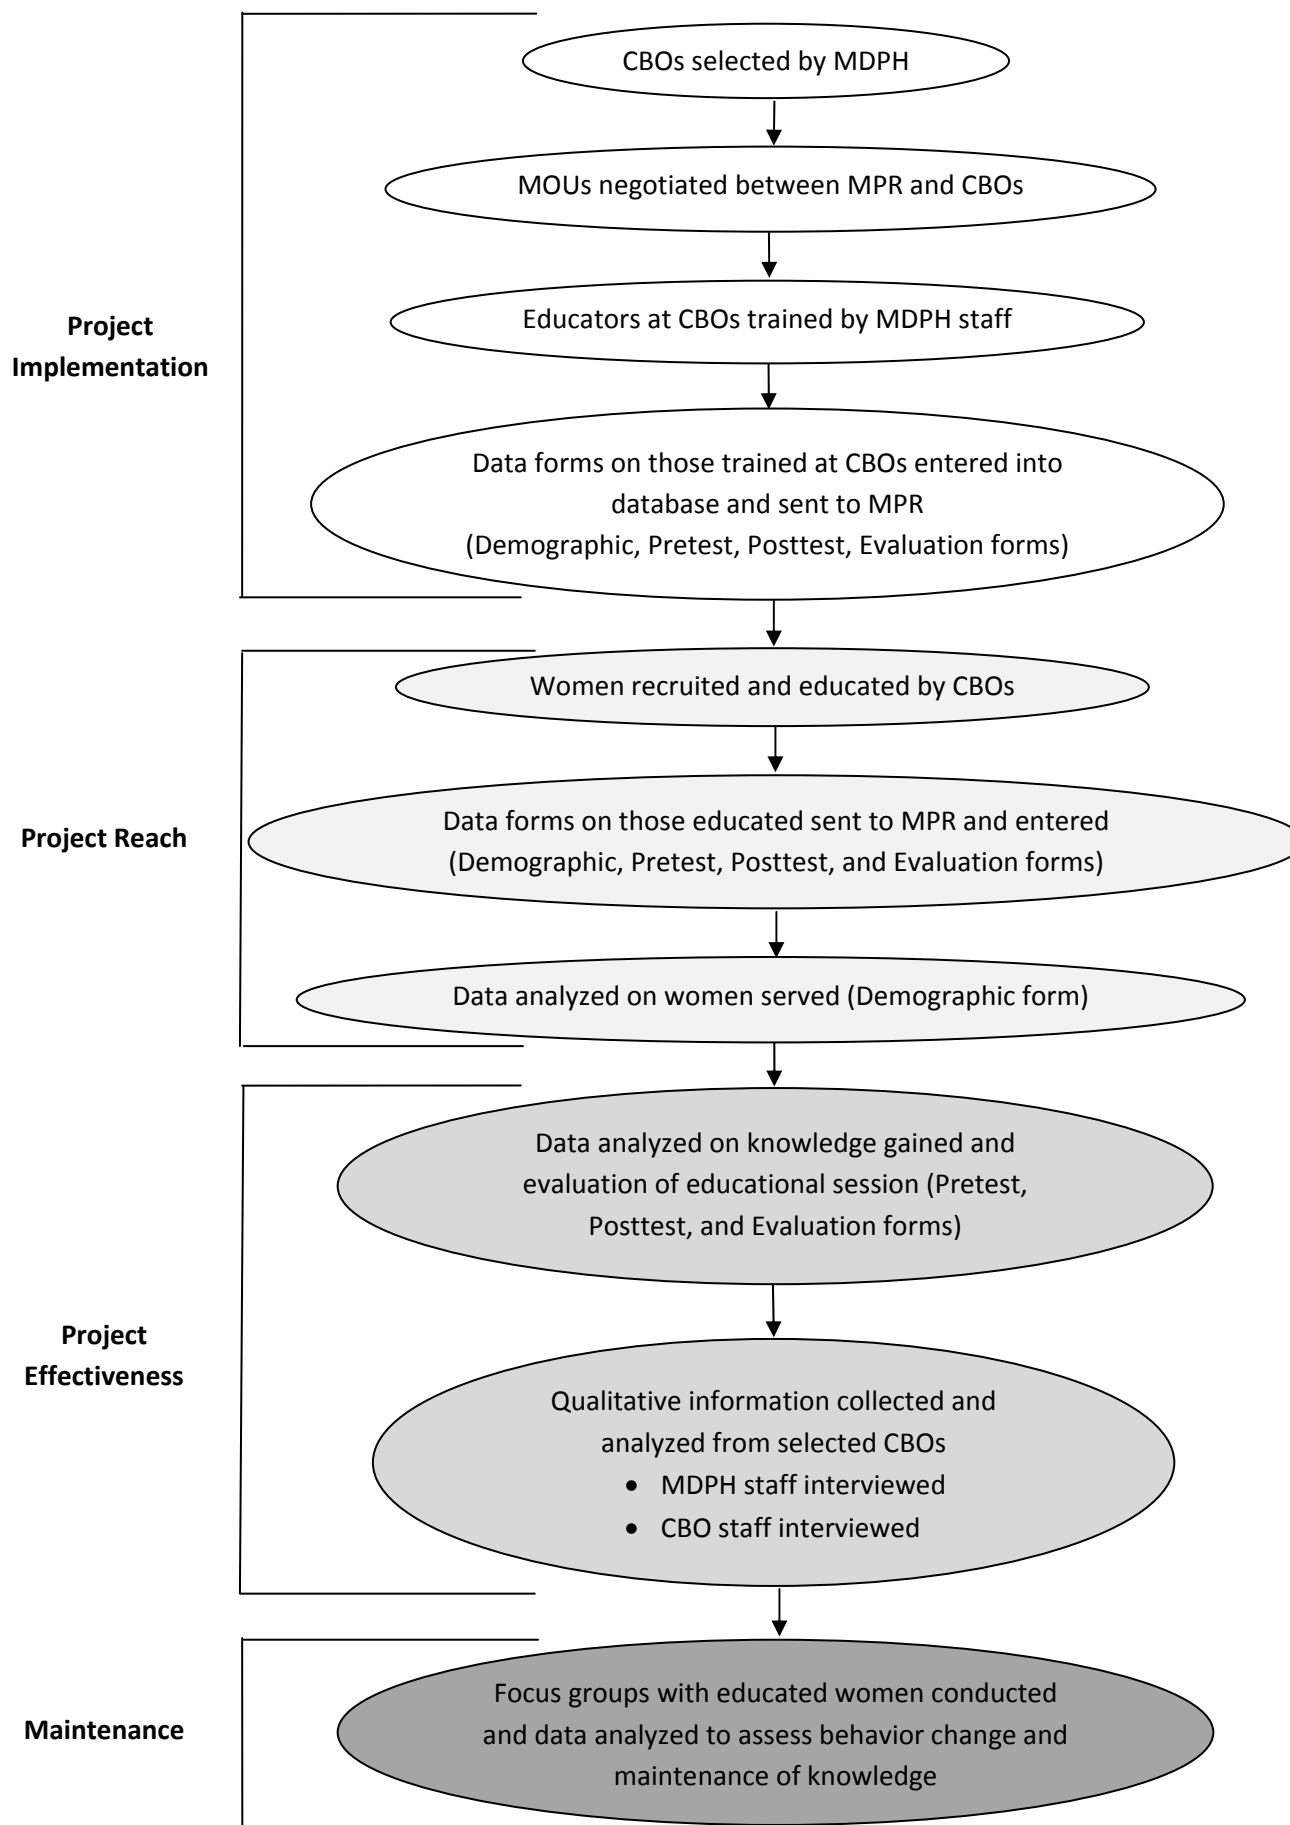 CBOs selected by MDPH
MOUs negotiated between MPR and CBOs
Educators at CBOs trained by MDPH staff
Project
Implementation
Data forms on those trained at CBOs entered into
database and sent to MPR
(Demographic, Pretest, Posttest, Evaluation forms)
Women recruited and educated by CBOs
Project Reach
Data forms on those educated sent to MPR and entered
(Demographic, Pretest, Posttest, and Evaluation forms)
Data analyzed on women served (Demographic form)
Data analyzed on knowledge gained and
evaluation of educational session (Pretest,
Posttest, and Evaluation forms)
Project
Effectiveness
Qualitative information collected and
analyzed from selected CBOs
• MDPH staff interviewed
• CBO staff interviewed
Maintenance
Focus groups with educated women conducted
and data analyzed to assess behavior change and
maintenance of knowledge